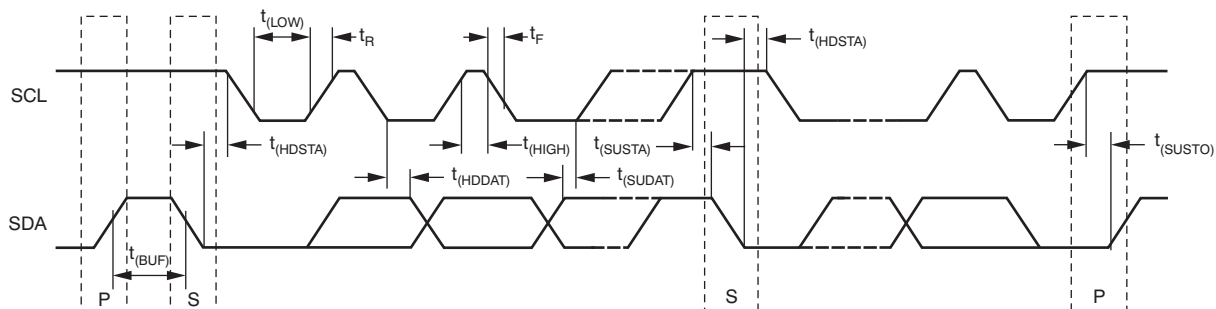 t(LOW)
tR
tF
t(HDSTA)
SCL
t(HDSTA)
t(HIGH)
t(SUSTA)
t(SUSTO)
t(HDDAT)
t(SUDAT)
SDA
t(BUF)
P
S
S
P